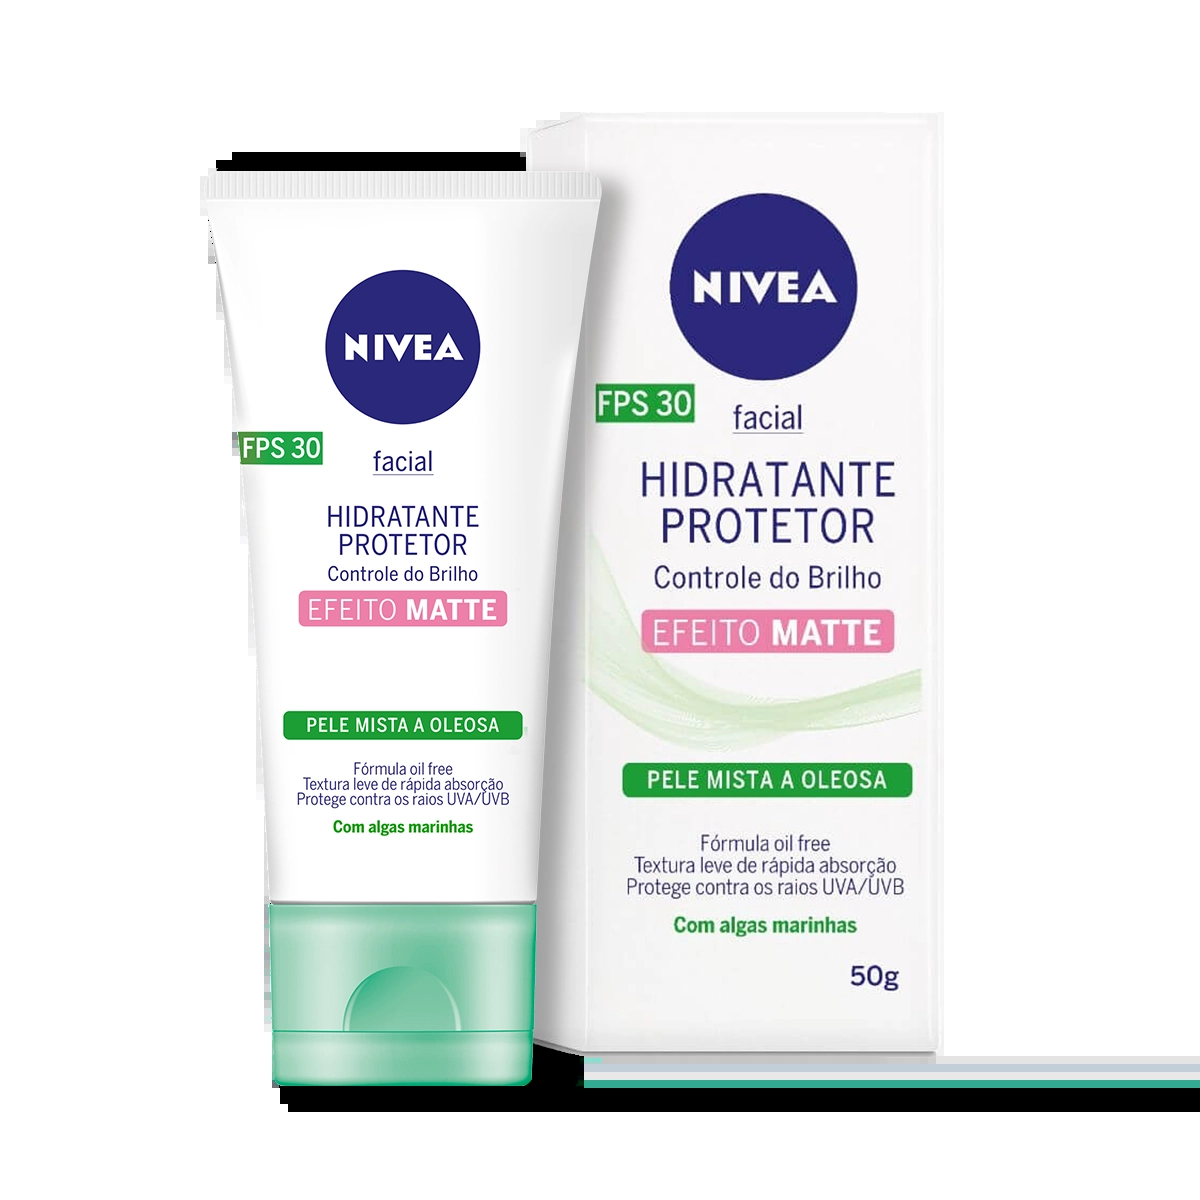 NIVEA
FPS 30
facial
HIDRATANTE
PROTETOR
Controle do Brilho
EFEITO MATTE
PELE MISTA A OLEOSA
Fórmula oil free
Textura leve de rápida absorção
Protege contra os raios UVA/UVB
Com algas marinhas
NIVEA
FPS 30
facial
HIDRATANTE
PROTETOR
Controle do Brilho
EFEITO MATTE
PELE MISTA A OLEOSA
Fórmula oil free
Textura leve de rápida absorção
Protege contra os raios UVA/UVB
Com algas marinhas
50g